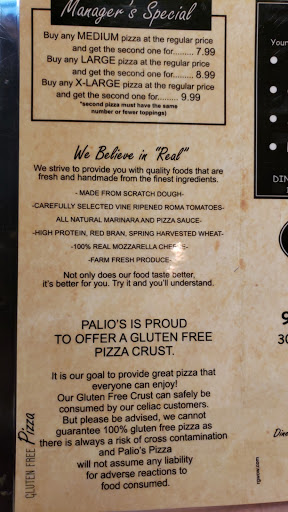 Manager's Special
Buy any MEDIUM pizza at the regular price
and get the second one for......... 7.99
Buy any LARGE pizza at the regular price
and get the second one for......... 8.99
Buy any X-LARGE pizza at the regular price
and get the second one for........ 9.99
*second pizza must have the same
number or fewer toppings)
We Believe in "Real"
We strive to provide you with quality foods that are
fresh and handmade from the finest ingredients.
- MADE FROM SCRATCH DOUGH-
-CAREFULLY SELECTED VINE RIPENED ROMA TOMATOES-
ALL NATURAL MARINARA AND PIZZA SAUCE-
-HIGH PROTEIN, RED BRAN, SPRING HARVESTED WHEAT-
-100% REAL MOZZARELLA CHEESE-
-FARM FRESH PRODUCE-
Not only does our food taste better,
it's better for you. Try it and you'll understand.
PALIO'S IS PROUD
TO OFFER A GLUTEN FREE
PIZZA CRUST.
It is our goal to provide great pizza that
everyone can enjoy!
Our Gluten Free Crust can safely be
consumed by our celiac customers.
But please be advised, we cannot
guarantee 100% gluten free pizza as
there is always a risk of cross contamination
and Palio's Pizza
will not assume any liability
for adverse reactions to
food consumed.
GLUTEN FREE Pizza
Your
DIN
9
30
Dine